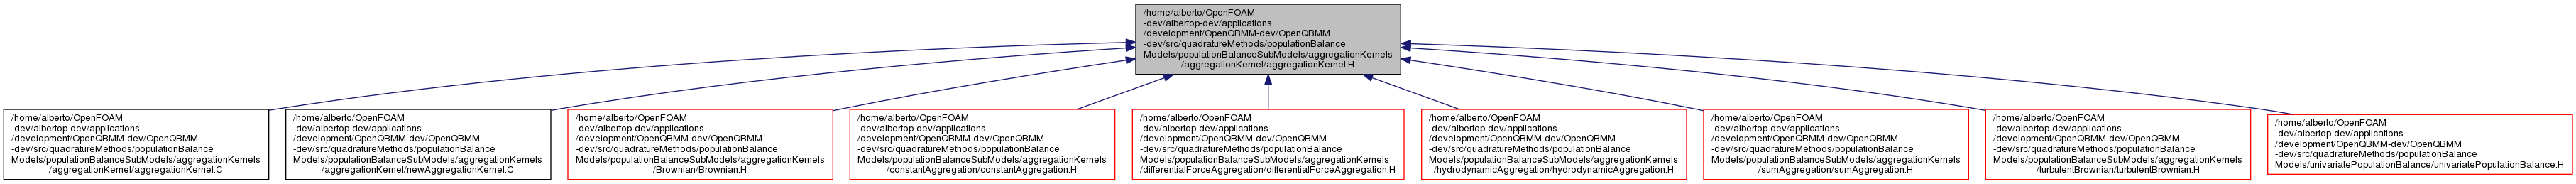 /home/alberto/OpenFOAM
-dev/albertop-dev/applications
/development/OpenQBMM-dev/OpenQBMM
-dev/src/quadratureMethods/populationBalance
Models/populationBalanceSubModels/aggregationKernels
/aggregationKernel/aggregationKernel.H
/home/alberto/OpenFOAM
-dev/albertop-dev/applications
/development/OpenQBMM-dev/OpenQBMM
-dev/src/quadratureMethods/populationBalance
Models/populationBalanceSubModels/aggregationKernels
/aggregationKernel/aggregationKernel.C
/home/alberto/OpenFOAM
-dev/albertop-dev/applications
/development/OpenQBMM-dev/OpenQBMM
-dev/src/quadratureMethods/populationBalance
Models/populationBalanceSubModels/aggregationKernels
/aggregationKernel/newAggregationKernel.C
/home/alberto/OpenFOAM
-dev/albertop-dev/applications
/development/OpenQBMM-dev/OpenQBMM
-dev/src/quadratureMethods/populationBalance
Models/populationBalanceSubModels/aggregationKernels
/Brownian/Brownian.H
/home/alberto/OpenFOAM
-dev/albertop-dev/applications
/development/OpenQBMM-dev/OpenQBMM
-dev/src/quadratureMethods/populationBalance
Models/populationBalanceSubModels/aggregationKernels
/constantAggregation/constantAggregation.H
/home/alberto/OpenFOAM
-dev/albertop-dev/applications
/development/OpenQBMM-dev/OpenQBMM
-dev/src/quadratureMethods/populationBalance
Models/populationBalanceSubModels/aggregationKernels
/differentialForceAggregation/differentialForceAggregation.H
/home/alberto/OpenFOAM
-dev/albertop-dev/applications
/development/OpenQBMM-dev/OpenQBMM
-dev/src/quadratureMethods/populationBalance
Models/populationBalanceSubModels/aggregationKernels
/hydrodynamicAggregation/hydrodynamicAggregation.H
/home/alberto/OpenFOAM
-dev/albertop-dev/applications
/development/OpenQBMM-dev/OpenQBMM
-dev/src/quadratureMethods/populationBalance
Models/populationBalanceSubModels/aggregationKernels
/sumAggregation/sumAggregation.H
/home/alberto/OpenFOAM
-dev/albertop-dev/applications
/development/OpenQBMM-dev/OpenQBMM
-dev/src/quadratureMethods/populationBalance
Models/populationBalanceSubModels/aggregationKernels
/turbulentBrownian/turbulentBrownian.H
/home/alberto/OpenFOAM
-dev/albertop-dev/applications
/development/OpenQBMM-dev/OpenQBMM
-dev/src/quadratureMethods/populationBalance
Models/univariatePopulationBalance/univariatePopulationBalance.H